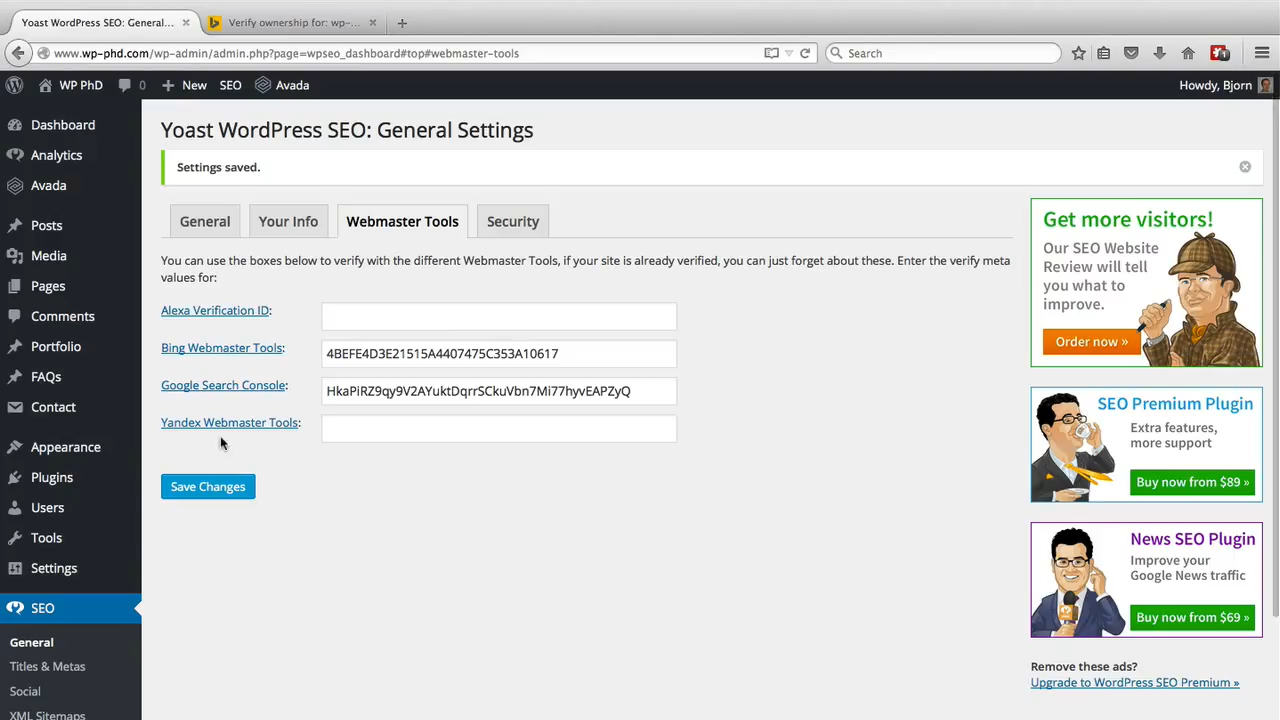 Yoast WordPress SEO: General...
Verify ownership for: wp-...
www.wp-phd.com/wp-admin/admin.php?page=wpseo_dashboard#top#webmaster-tools
Search
1
WP PhD
0
New
SEO
Avada
Howdy, Bjorn
Dashboard
Analytics
Avada
Posts
Media
Pages
Comments
Portfolio
FAQs
Contact
Appearance
Plugins
Users
Tools
Settings
SEO
General
Titles & Metas
Social
XML Sitemaps
Yoast WordPress SEO: General Settings
Settings saved.
General
Your Info
Webmaster Tools
Security
You can use the boxes below to verify with the different Webmaster Tools, if your site is already verified, you can just forget about these. Enter the verify meta
values for:
Alexa Verification ID:
Bing Webmaster Tools:
4BEFE4D3E21515A4407475C353A10617
Google Search Console:
HkaPiRZ9qy9V2AYuktDqrrSCkuVbn7Mi77hyvEAPZyQ
Yandex Webmaster Tools:
Save Changes
Get more visitors!
Our SEO Website
Review will tell
you what to
improve.
Order now »
SEO Premium Plugin
Extra features,
more support
Buy now from $89 »
News SEO Plugin
Improve your
Google News traffic
Buy now from $69 »
Remove these ads?
Upgrade to WordPress SEO Premium »